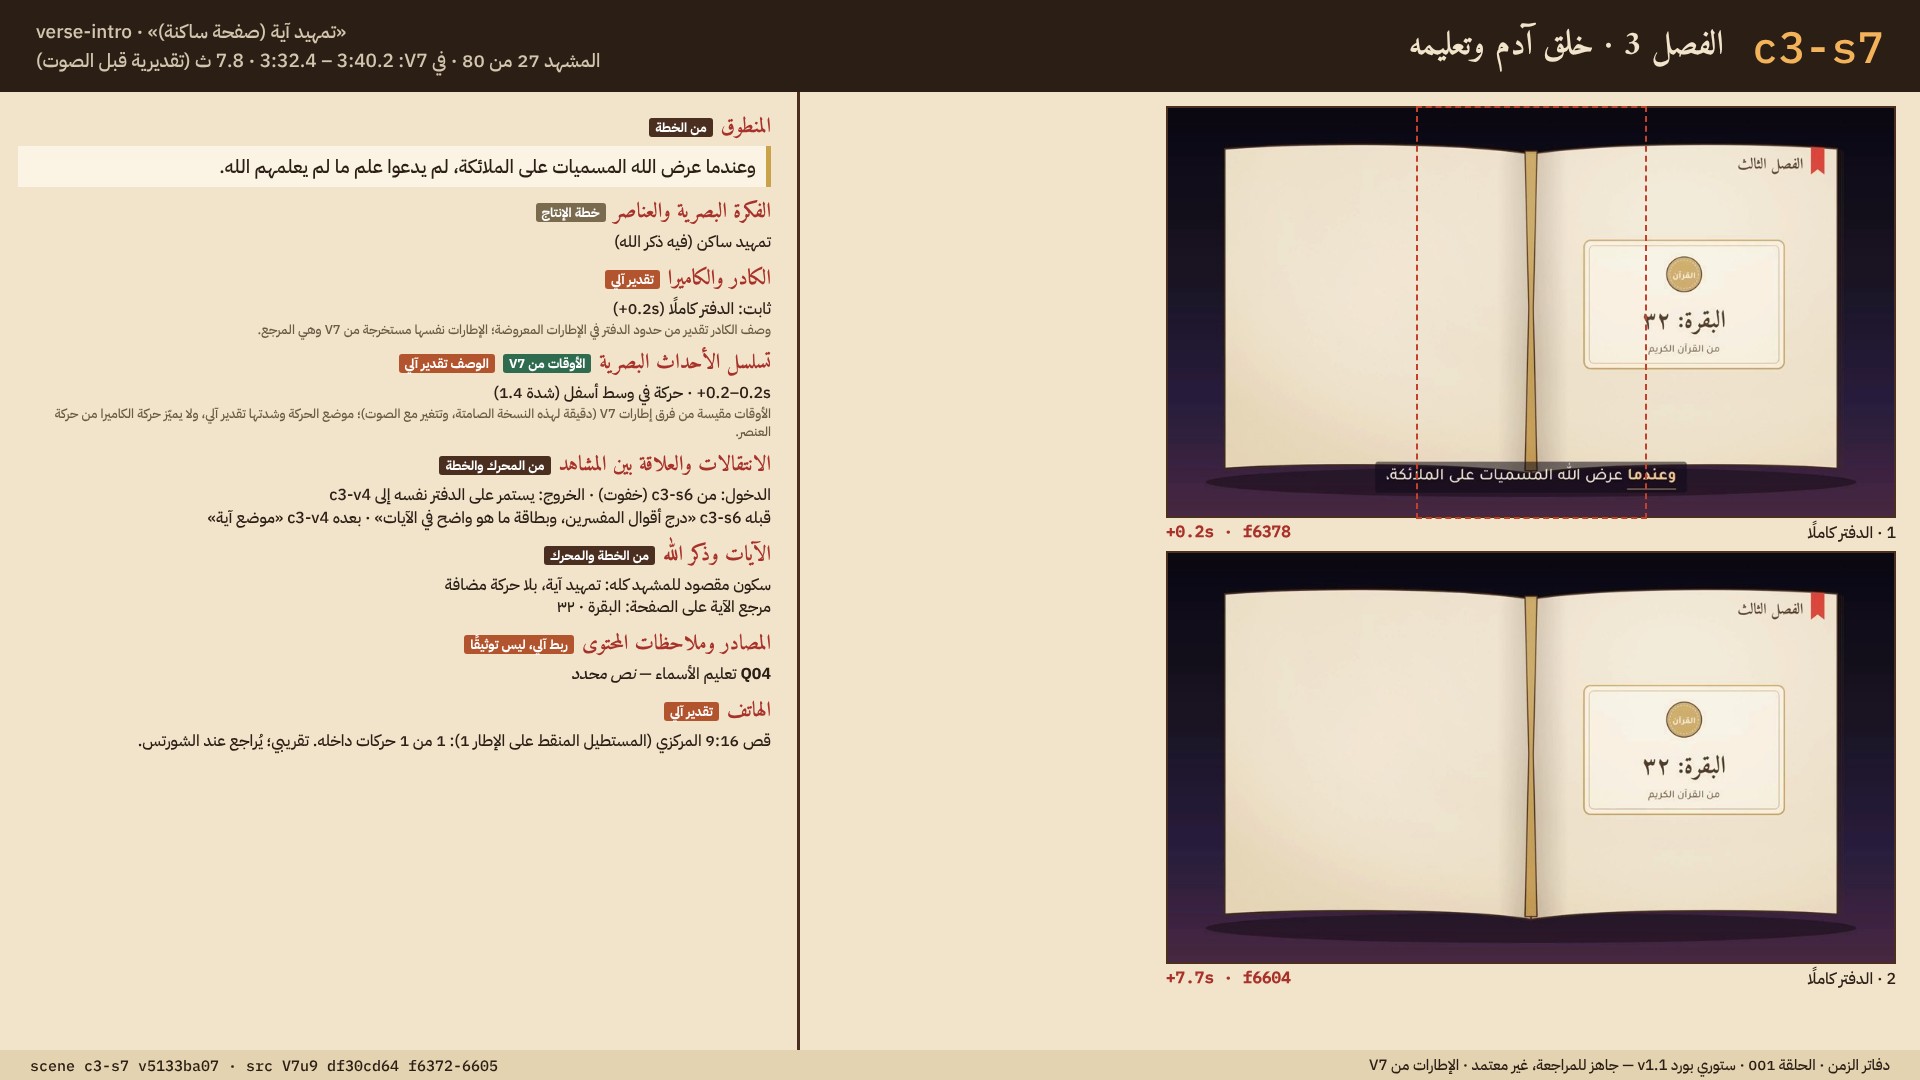 c3-s7 الفصل 3 · خلق آدم وتعليمه
verse-intro · «تمهيد آية (صفحة ساكنة)»
المشهد 27 من 80 · في V7: 3:32.4 – 3:40.2 · 7.8 ث (تقديرية قبل الصوت)
الفصل الثالث
القرآن
البقرة: ٣٢
من القرآن الكريم
وعندما عرض الله المسميات على الملائكة،
1 · الدفتر كاملًا
+0.2s · f6378
الفصل الثالث
القرآن
البقرة: ٣٢
من القرآن الكريم
2 · الدفتر كاملًا
+7.7s · f6604
المنطوق من الخطة
وعندما عرض الله المسميات على الملائكة، لم يدعوا علم ما لم يعلمهم الله.
الفكرة البصرية والعناصر خطة الإنتاج
تمهيد ساكن (فيه ذكر الله)
الكادر والكاميرا تقدير آلي
ثابت: الدفتر كاملًا (+0.2s)
وصف الكادر تقدير من حدود الدفتر في الإطارات المعروضة؛ الإطارات نفسها مستخرجة من V7 وهي المرجع.
تسلسل الأحداث البصرية الأوقات من V7 الوصف تقدير آلي
+0.2–0.2s · حركة في وسط أسفل (شدة 1.4)
الأوقات مقيسة من فرق إطارات V7 (دقيقة لهذه النسخة الصامتة، وتتغير مع الصوت)؛ موضع الحركة وشدتها تقدير آلي، ولا يميّز حركة الكاميرا من حركة
العنصر.
الانتقالات والعلاقة بين المشاهد من المحرك والخطة
الدخول: من c3-s6 (خفوت) · الخروج: يستمر على الدفتر نفسه إلى c3-v4
قبله c3-s6 «درج أقوال المفسرين، وبطاقة ما هو واضح في الآيات» · بعده c3-v4 «موضع آية»
الآيات وذكر الله من الخطة والمحرك
سكون مقصود للمشهد كله: تمهيد آية، بلا حركة مضافة
مرجع الآية على الصفحة: البقرة · ٣٢
المصادر وملاحظات المحتوى ربط آلي، ليس توثيقًا
Q04 تعليم الأسماء — نص محدد
الهاتف تقدير آلي
قص 9:16 المركزي (المستطيل المنقط على الإطار 1): 1 من 1 حركات داخله. تقريبي؛ يُراجع عند الشورتس.
دفاتر الزمن · الحلقة 001 · ستوري بورد v1.1 — جاهز للمراجعة، غير معتمد · الإطارات من V7
scene c3-s7 v5133ba07 · src V7u9 df30cd64 f6372-6605